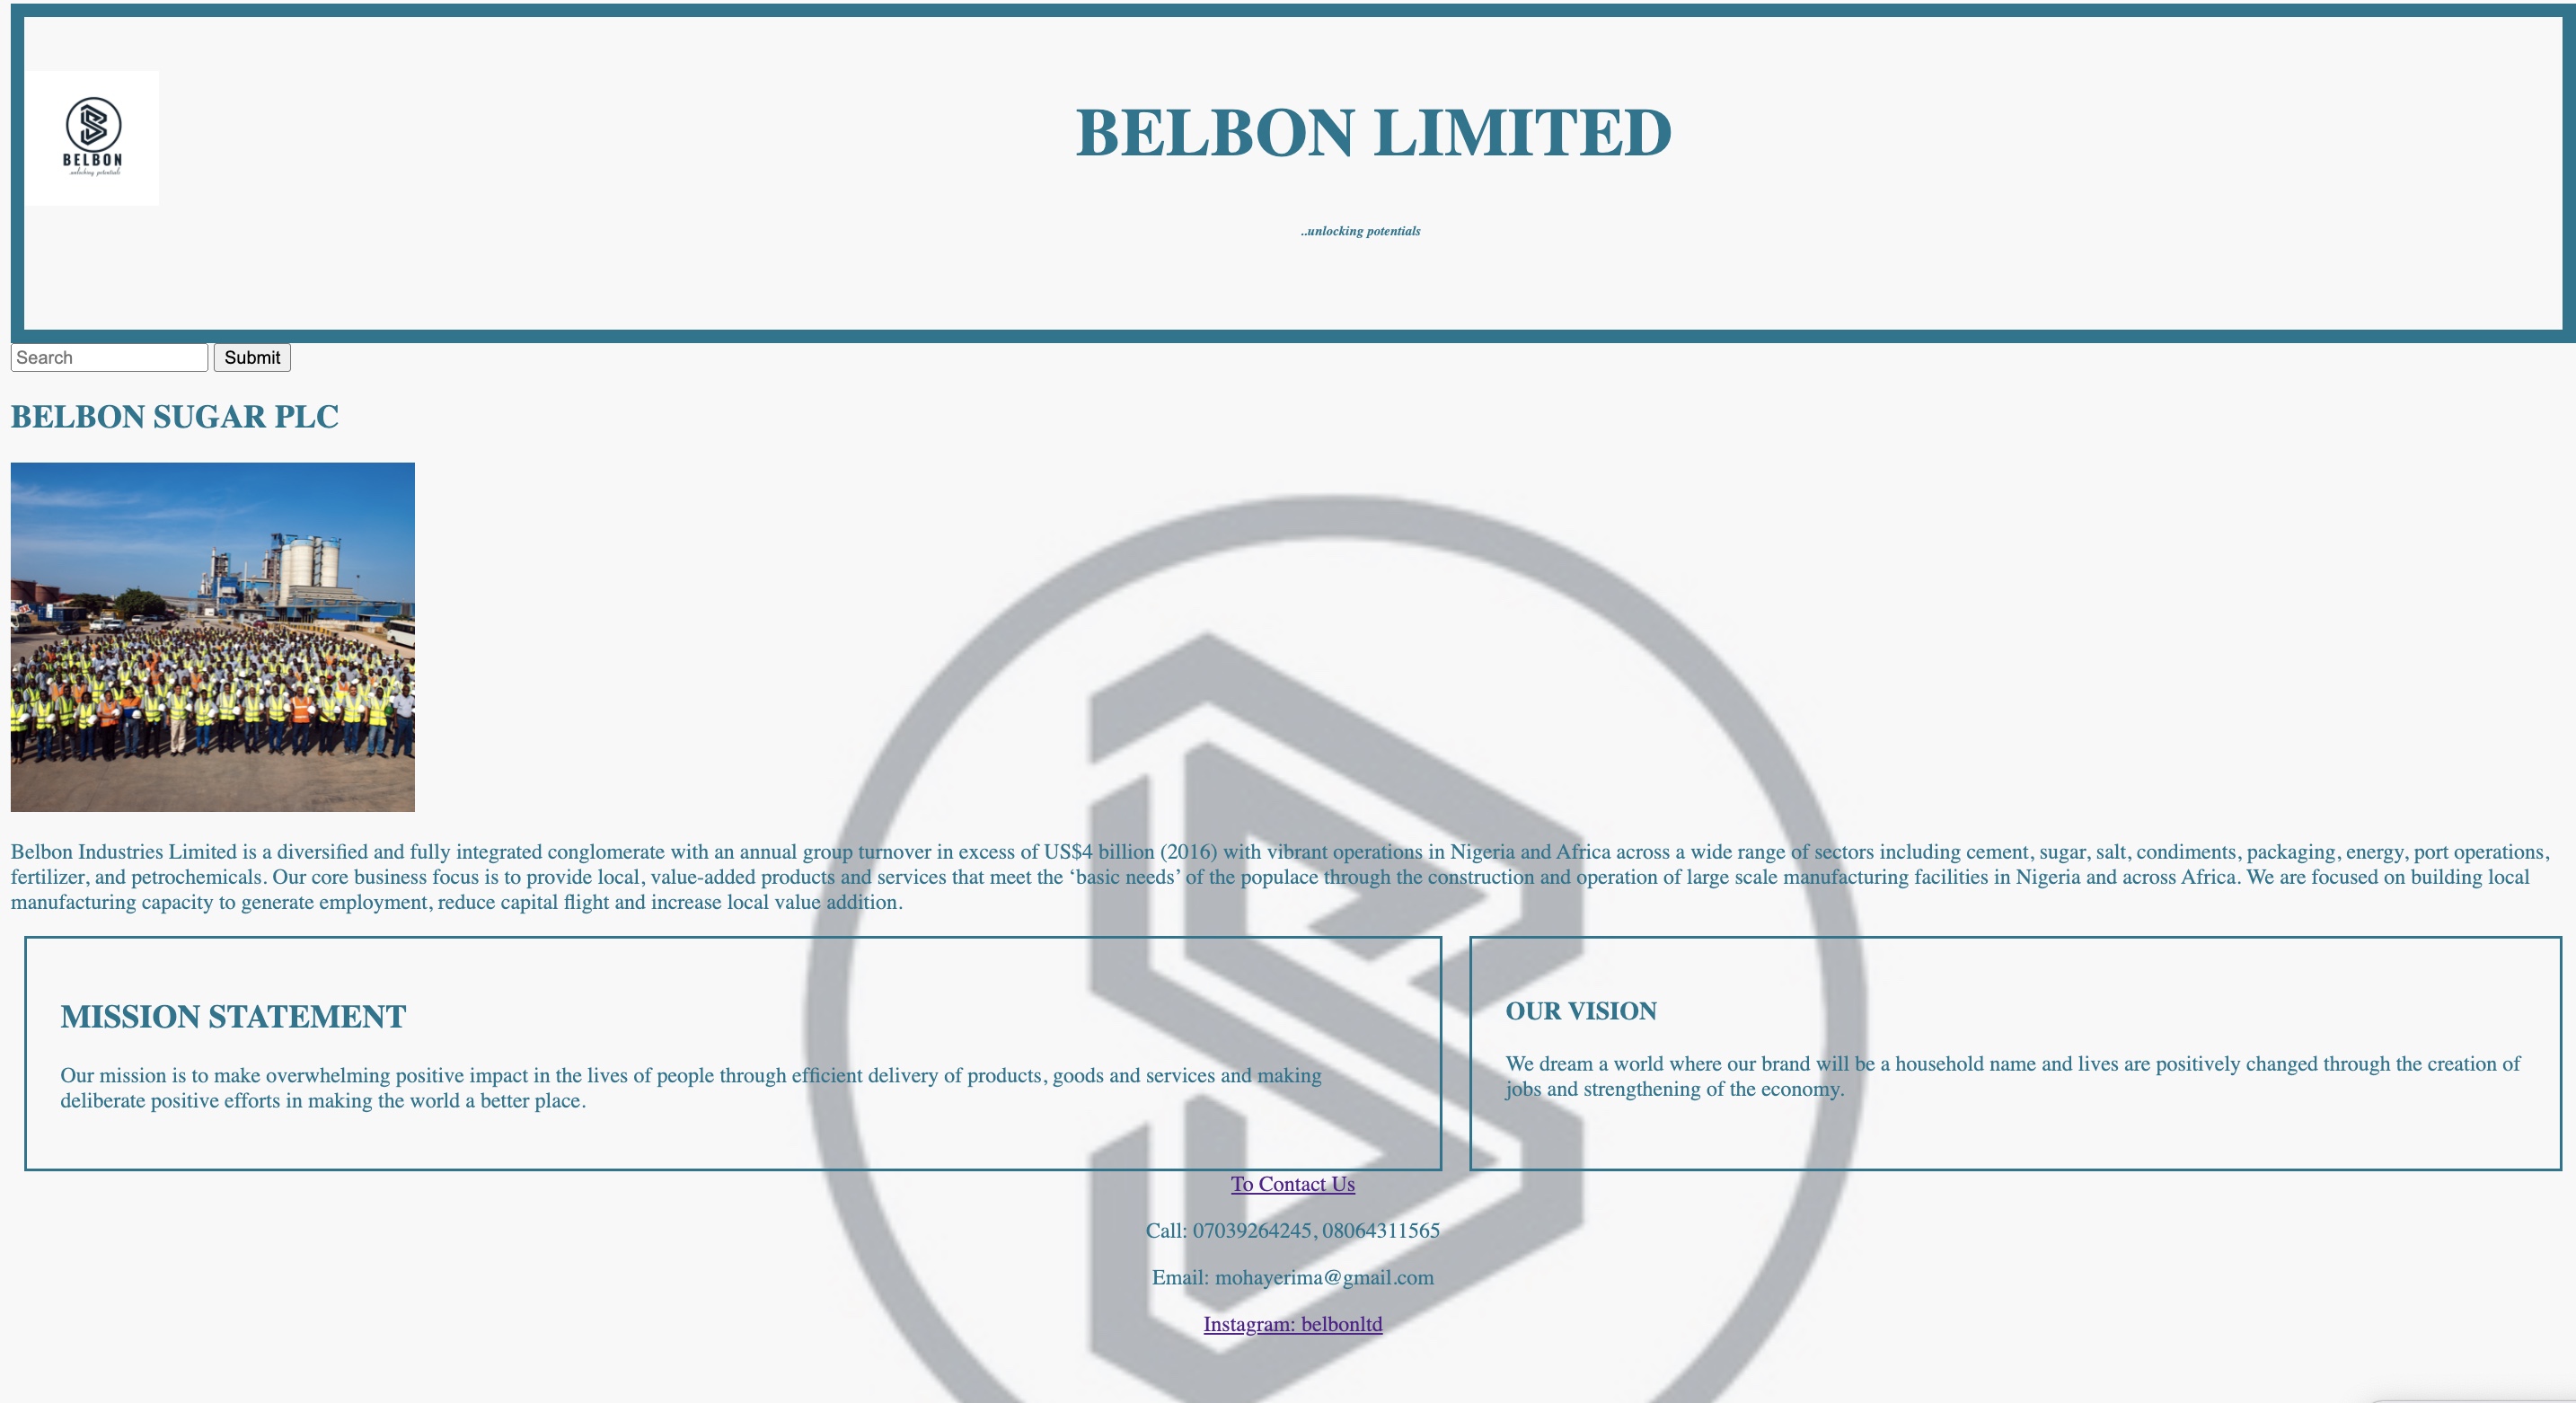 BELBON
unlocking potentials
BELBON LIMITED
..unlocking potentials
Search Submit
BELBON SUGAR PLC
Belbon Industries Limited is a diversified and fully integrated conglomerate with an annual group turnover in excess of US$4 billion (2016) with vibrant operations in Nigeria and Africa across a wide range of sectors including cement, sugar, salt, condiments, packaging, energy, port operations,
fertilizer, and petrochemicals. Our core business focus is to provide local, value-added products and services that meet the ‘basic needs’ of the populace through the construction and operation of large scale manufacturing facilities in Nigeria and across Africa. We are focused on building local
manufacturing capacity to generate employment, reduce capital flight and increase local value addition.
MISSION STATEMENT
Our mission is to make overwhelming positive impact in the lives of people through efficient delivery of products, goods and services and making
deliberate positive efforts in making the world a better place.
OUR VISION
We dream a world where our brand will be a household name and lives are positively changed through the creation of
jobs and strengthening of the economy.
To Contact Us
Call: 07039264245, 08064311565
Email: mohayerima@gmail.com
Instagram: belbonltd